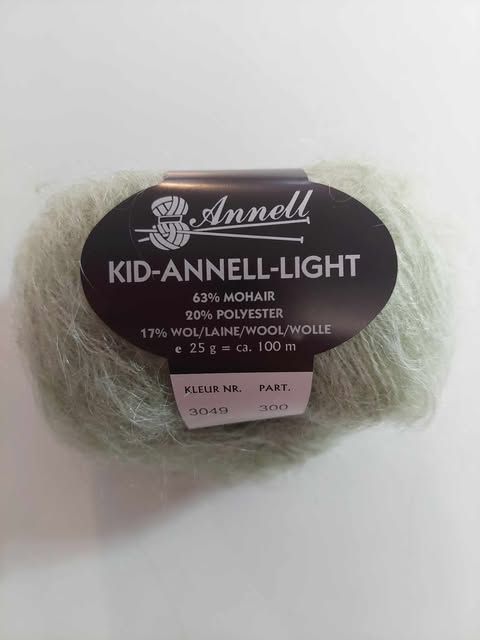 Annell
KID-ANNELL-LIGHT
63% MOHAIR
20% POLYESTER
17% WOL/LAINE/WOOL/WOLLE
e 25 g = ca. 100 m
KLEUR NR. PART.
3049 300